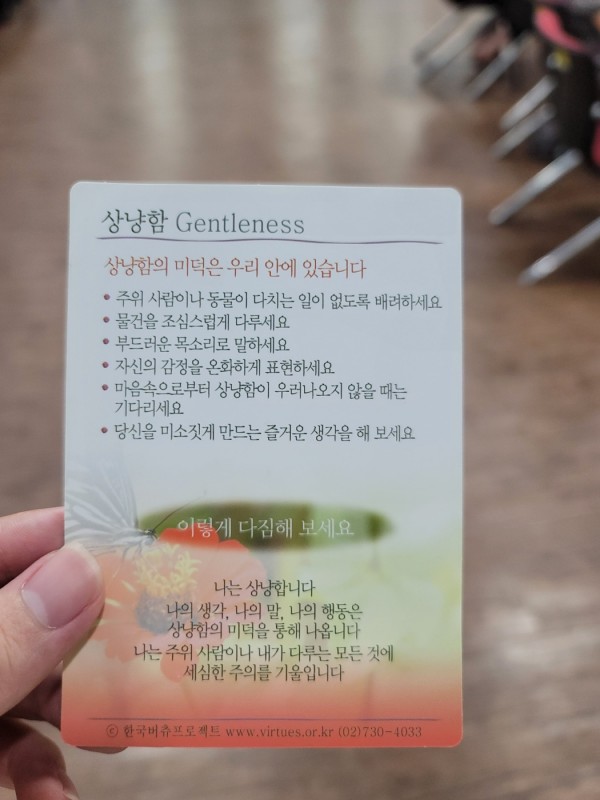 상냥함 Gentleness
상냥함의 미덕은 우리 안에 있습니다
• 주위 사람이나 동물이 다치는 일이 없도록 배려하세요
• 물건을 조심스럽게 다루세요
• 부드러운 목소리로 말하세요
• 자신의 감정을 온화하게 표현하세요
• 마음속으로부터 상냥함이 우러나오지 않을 때는
기다리세요
• 당신을 미소짓게 만드는 즐거운 생각을 해 보세요
이렇게 다짐해 보세요
나는 상냥합니다
나의 생각, 나의 말, 나의 행동은
상냥함의 미덕을 통해 나옵니다
나는 주위 사람이나 내가 다루는 모든 것에
세심한 주의를 기울입니다
ⓒ 한국버츄프로젝트 www.virtues.or.kr (02)730-4033